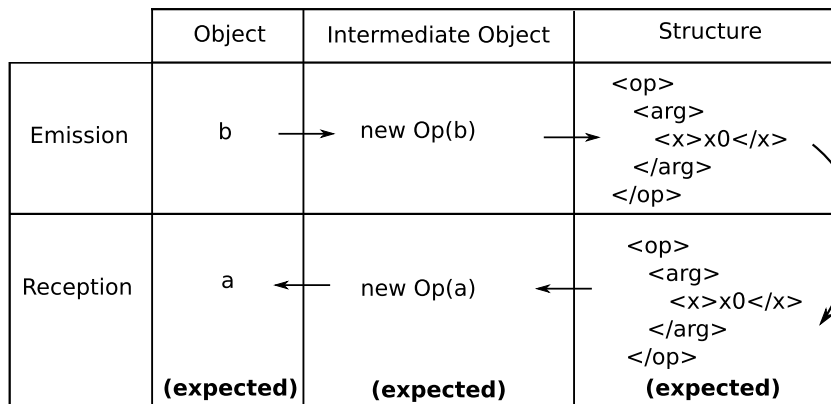 Object Intermediate Object Structure
Emission b new Op(b)
<op>
<arg>
<x>x0</x>
</arg>
</op>
Reception a new Op(a)
<op>
<arg>
<x>x0</x>
</arg>
</op>
(expected) (expected) (expected)